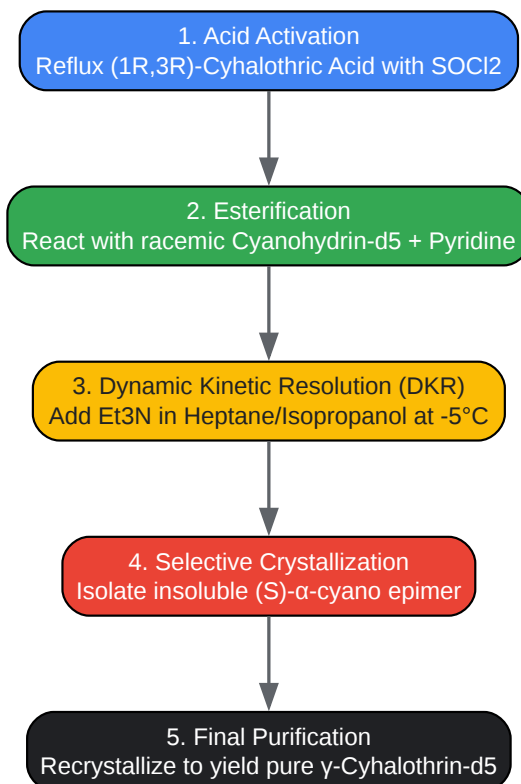 1. Acid Activation
Reflux (1R,3R)-Cyhalothric Acid with SOCl2
2. Esterification
React with racemic Cyanohydrin-d5 + Pyridine
3. Dynamic Kinetic Resolution (DKR)
Add Et3N in Heptane/Isopropanol at -5°C
4. Selective Crystallization
Isolate insoluble (S)-α-cyano epimer
5. Final Purification
Recrystallize to yield pure γ-Cyhalothrin-d5